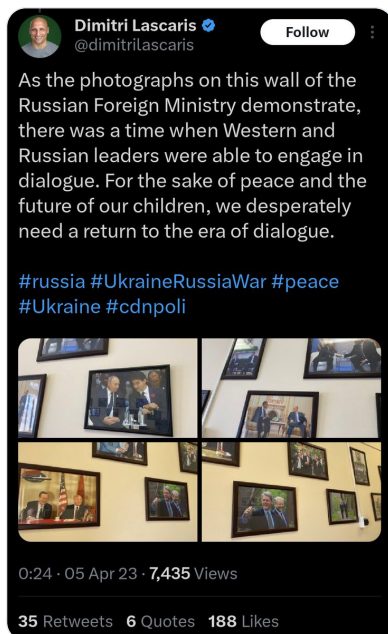 Dimitri Lascaris
@dimitrilascaris
Follow
As the photographs on this wall of the
Russian Foreign Ministry demonstrate,
there was a time when Western and
Russian leaders were able to engage in
dialogue. For the sake of peace and the
future of our children, we desperately
need a return to the era of dialogue.
#russia #UkraineRussiaWar #peace
#Ukraine #cdnpoli
0:24 · 05 Apr 23 · 7,435 Views
35 Retweets 6 Quotes 188 Likes